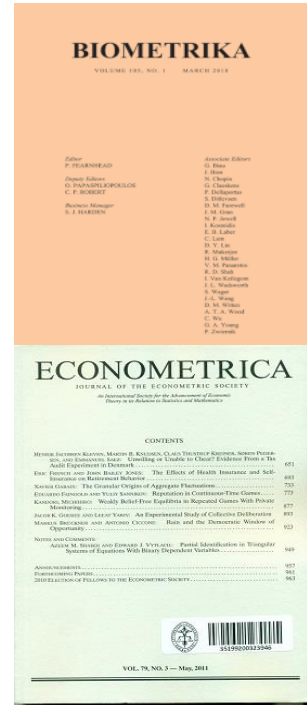 BIOMETRIKA
VOLUME 105, NO. 1 MARCH 2018
Editor
P. FEARNHEAD
Deputy Editors
O. PAPASPILIOPOULOS
C. P. ROBERT
Business Manager
S. J. HARDEN
Associate Editors
G. Blau
J. Bien
N. Chopin
G. Claeskens
P. Dellaportas
S. Ditlevsen
D. M. Farewell
J. M. Gran
N. P. Jewell
I. Kosmidis
E. B. Laber
C. Lam
D. Y. Lin
R. Mukerjee
H. G. Müller
V. M. Panaretos
R. D. Shah
I. Van Keilegom
J. L. Wadsworth
S. Wager
J.-L. Wang
D. M. Witten
A. T. A. Wood
C. Wu
G. A. Young
P. Zwiernik
ECONOMETRICA
JOURNAL OF THE ECONOMETRIC SOCIETY
An International Society for the Advancement of Economic
Theory in its Relation to Statistics and Mathematics
CONTENTS
HENRIK JACOBSEN KLEVEN, MARTIN B. KNUDSEN, CLAUS THUSTRUP KREINER, SØREN PEDER-
SEN, AND EMMANUEL SAEZ: Unwilling or Unable to Cheat? Evidence From a Tax
Audit Experiment in Denmark 651
ERIC FRENCH AND JOHN BAILEY JONES: The Effects of Health Insurance and Self-
Insurance on Retirement Behavior 693
XAVIER GABAIX: The Granular Origins of Aggregate Fluctuations 733
EDUARDO FAINGOLD AND YULIY SANNIKOV: Reputation in Continuous-Time Games 773
KANDORI, MICHIHIRO: Weakly Belief-Free Equilibria in Repeated Games With Private
Monitoring 877
JACOB K. GOEREE AND LEEAT YARIV: An Experimental Study of Collective Deliberation 893
MARKUS BRÜCKNER AND ANTONIO CICCONE: Rain and the Democratic Window of
Opportunity 923
NOTES AND COMMENTS:
AZEEM M. SHAIKH AND EDWARD J. VYTLACIL: Partial Identification in Triangular
Systems of Equations With Binary Dependent Variables 949
ANNOUNCEMENTS 957
FORTHCOMING PAPERS 961
2010 ELECTION OF FELLOWS TO THE ECONOMETRIC SOCIETY 963
35199200323946
VOL. 79, NO. 3 — May, 2011